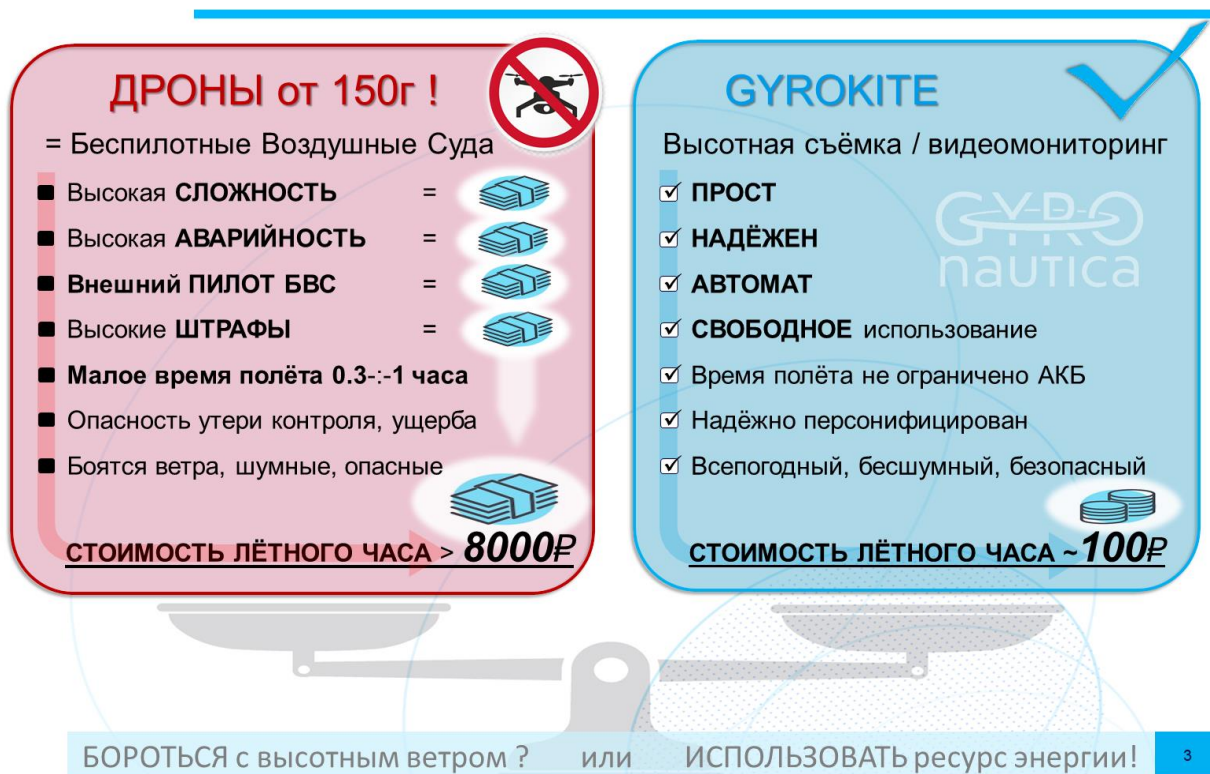 ДРОНЫ от 150г !
= Беспилотные Воздушные Суда
Высокая СЛОЖНОСТЬ =
Высокая АВАРИЙНОСТЬ =
Внешний ПИЛОТ БВС =
Высокие ШТРАФЫ =
Малое время полёта 0.3-:-1 часа
Опасность утери контроля, ущерба
Боятся ветра, шумные, опасные
СТОИМОСТЬ ЛЁТНОГО ЧАСА > 8000₽
GYROKITE
Высотная съёмка / видеомониторинг
GYRO
nautica
ПРОСТ
НАДЁЖЕН
АВТОМАТ
СВОБОДНОЕ использование
Время полёта не ограничено АКБ
Надёжно персонифицирован
Всепогодный, бесшумный, безопасный
СТОИМОСТЬ ЛЁТНОГО ЧАСА ~100₽
БОРОТЬСЯ с высотным ветром ? или ИСПОЛЬЗОВАТЬ ресурс энергии!
3